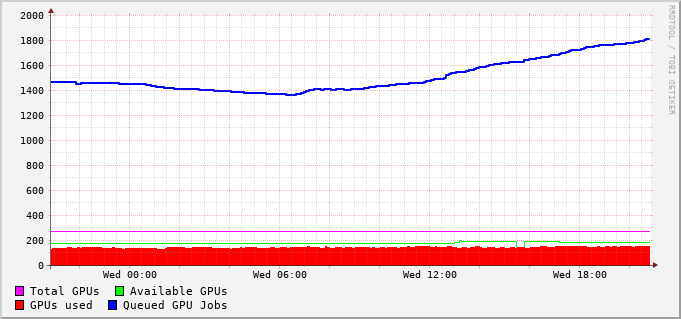 2000
1800
1600
1400
1200
1000
800
600
400
200
0
Wed 00:00 Wed 06:00 Wed 12:00 Wed 18:00
Total GPUs Available GPUs
GPUs used Queued GPU Jobs
RRDTOOL / TOBI OETIKER